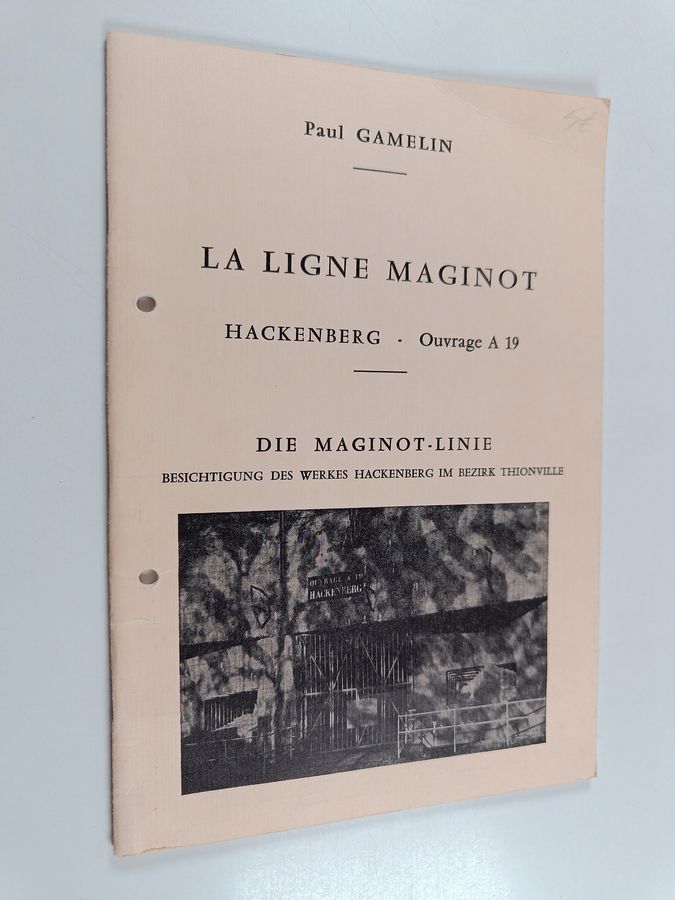 Paul GAMELIN
LA LIGNE MAGINOT
HACKENBERG - Ouvrage A 19
DIE MAGINOT-LINIE
BESICHTIGUNG DES WERKES HACKENBERG IM BEZIRK THIONVILLE
OUVRAGE A 19
HACKENBERG